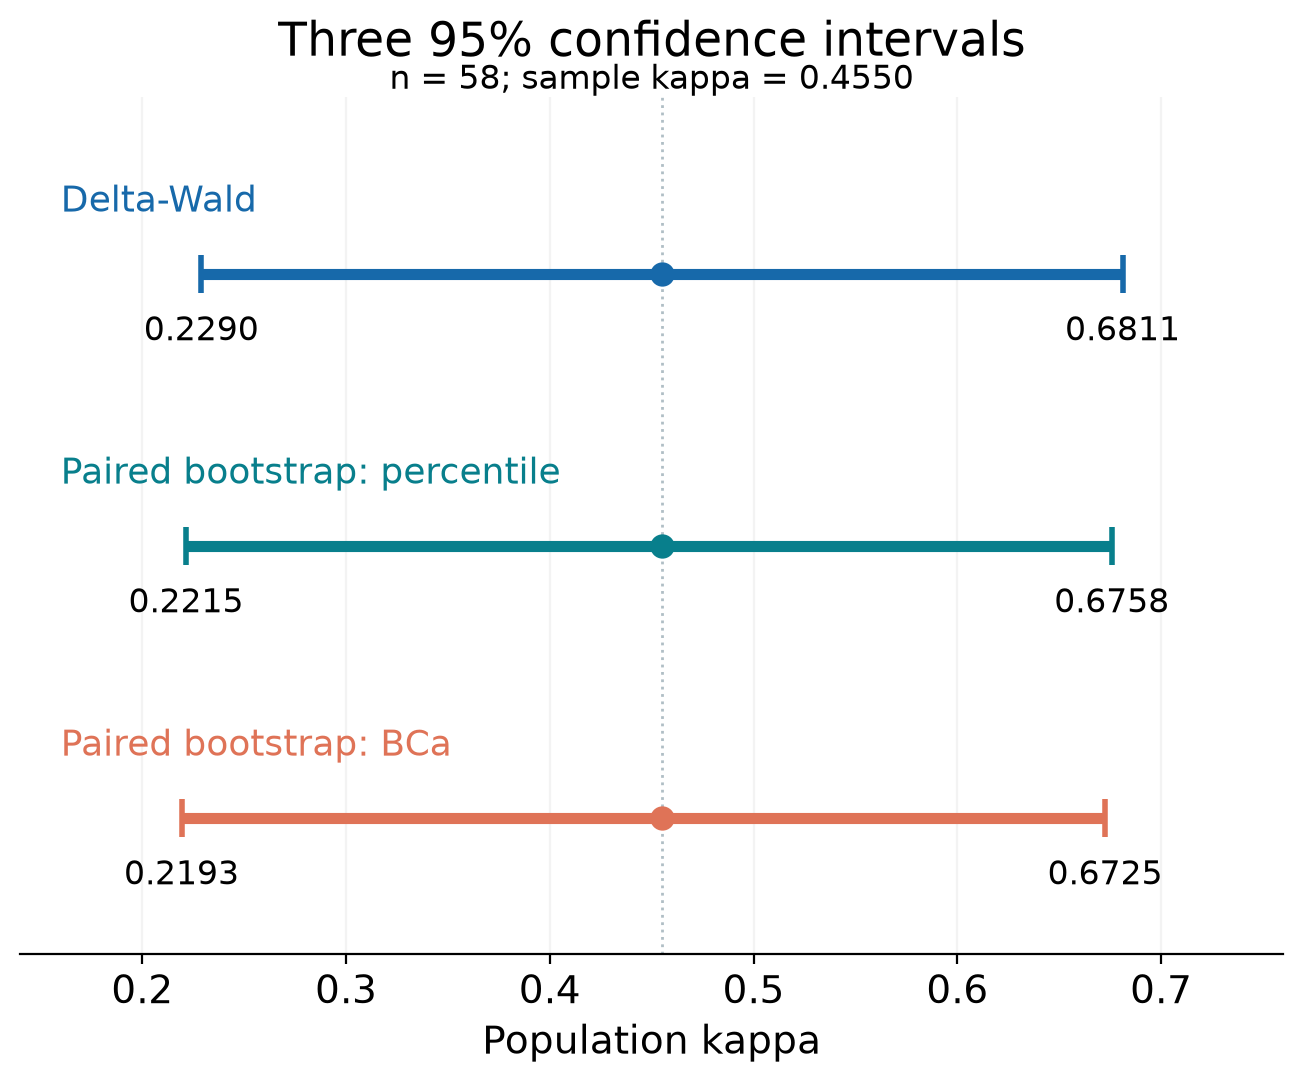 Three 95% confidence intervals
n = 58; sample kappa = 0.4550
Delta-Wald
0.2290 0.6811
Paired bootstrap: percentile
0.2215 0.6758
Paired bootstrap: BCa
0.2193 0.6725
0.2 0.3 0.4 0.5 0.6 0.7
Population kappa